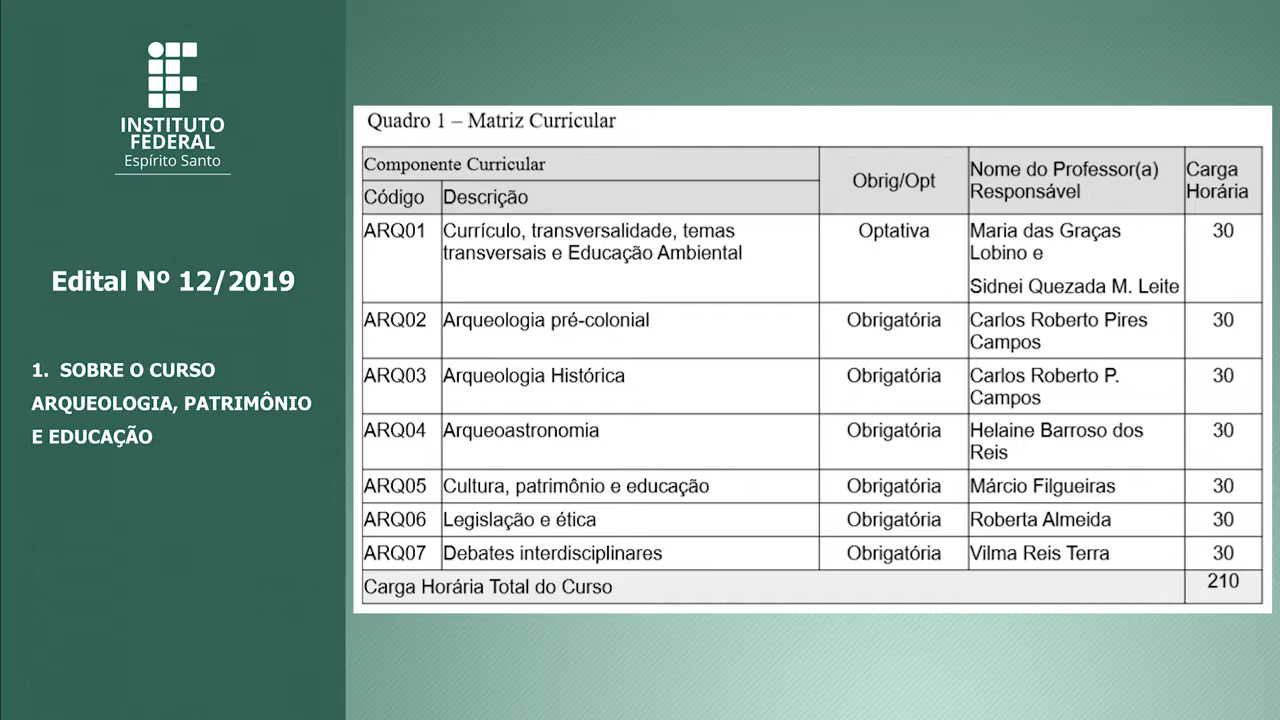 INSTITUTO
FEDERAL
Espírito Santo
Edital Nº 12/2019
1. SOBRE O CURSO
ARQUEOLOGIA, PATRIMÔNIO
E EDUCAÇÃO
Quadro 1 – Matriz Curricular
Componente Curricular
Obrig/Opt
Nome do Professor(a)
Responsável
Carga
Horária
Código Descrição
ARQ01 Currículo, transversalidade, temas
transversais e Educação Ambiental
Optativa
Maria das Graças
Lobino e
Sidnei Quezada M. Leite
30
ARQ02 Arqueologia pré-colonial
Obrigatória
Carlos Roberto Pires
Campos
30
ARQ03 Arqueologia Histórica
Obrigatória
Carlos Roberto P.
Campos
30
ARQ04 Arqueoastronomia
Obrigatória
Helaine Barroso dos
Reis
30
ARQ05 Cultura, patrimônio e educação Obrigatória Márcio Filgueiras 30
ARQ06 Legislação e ética Obrigatória Roberta Almeida 30
ARQ07 Debates interdisciplinares Obrigatória Vilma Reis Terra 30
Carga Horária Total do Curso 210